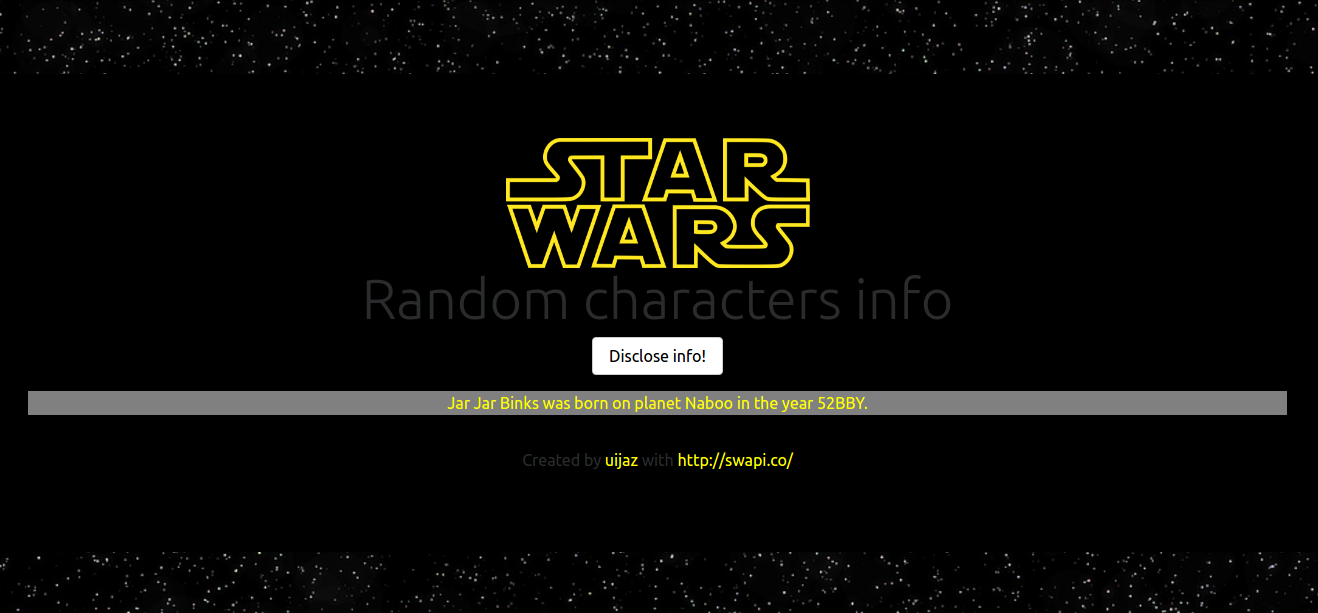 STAR
WARS
Random characters info
Disclose info!
Jar Jar Binks was born on planet Naboo in the year 52BBY.
Created by uijaz with http://swapi.co/